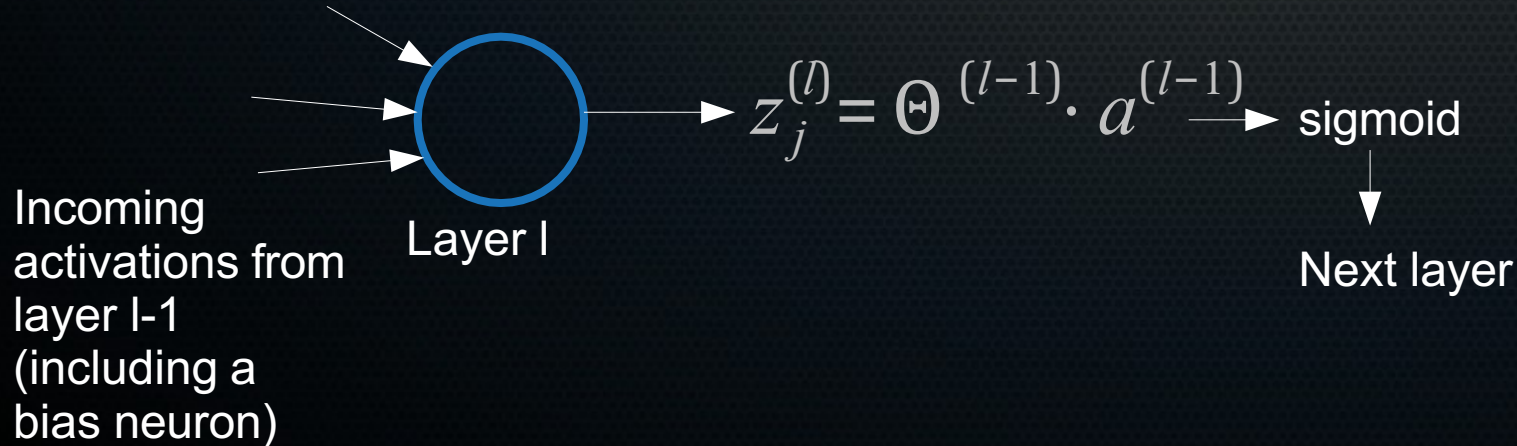 z_j^{(l)} = Θ^{(l−1)} · a^{(l−1)}
sigmoid
Incoming
activations from
layer l-1
(including a
bias neuron)
Layer l
Next layer